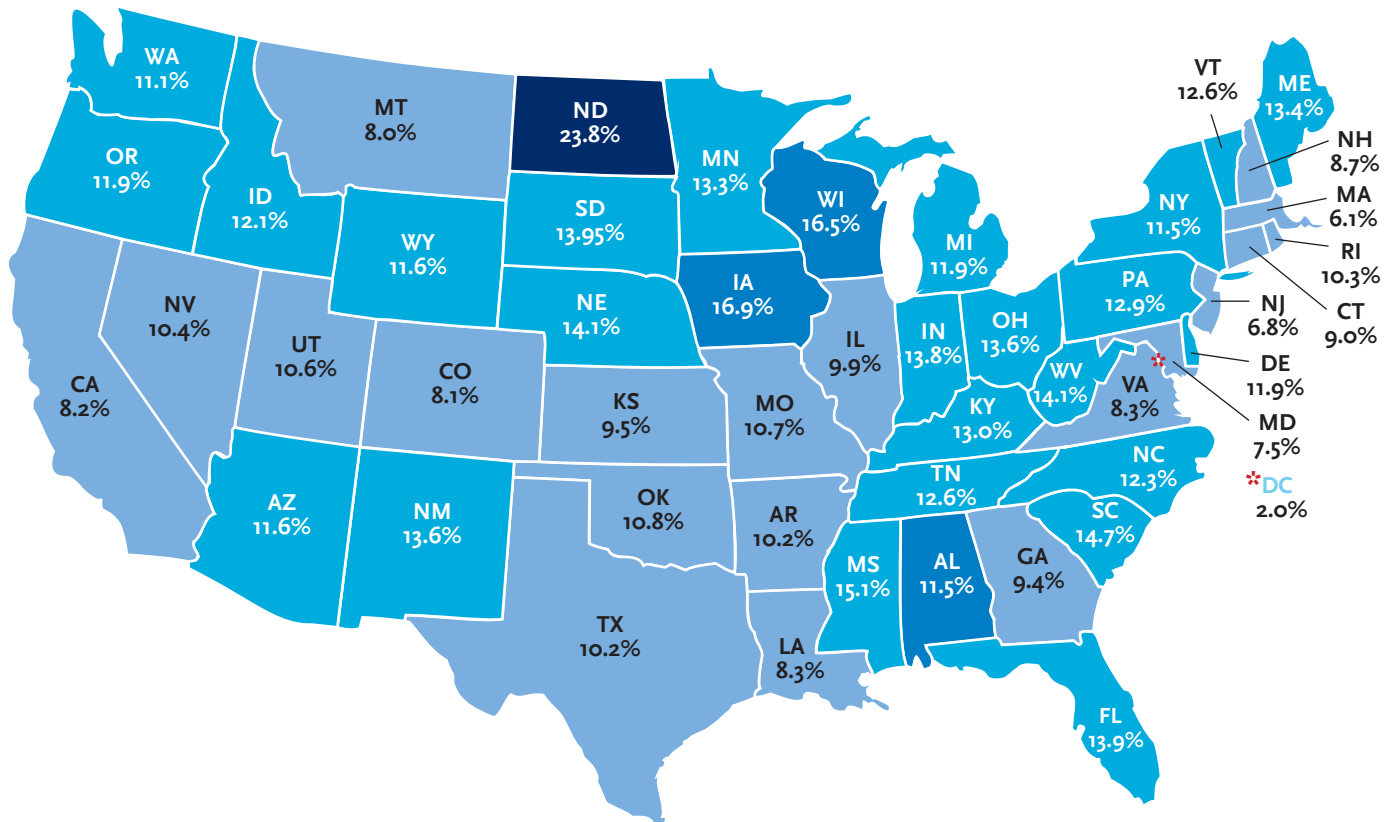 WA
11.1%
OR
11.9%
ID
12.1%
MT
8.0%
ND
23.8%
SD
13.95%
WY
11.6%
NE
14.1%
MN
13.3%
WI
16.5%
IA
16.9%
MI
11.9%
VT
12.6%
ME
13.4%
NH
8.7%
MA
6.1%
RI
10.3%
CT
9.0%
NY
11.5%
PA
12.9%
NJ
6.8%
DE
11.9%
MD
7.5%
*DC
2.0%
NV
10.4%
UT
10.6%
CA
8.2%
CO
8.1%
KS
9.5%
MO
10.7%
IL
9.9%
IN
13.8%
OH
13.6%
WV
14.1%
*
VA
8.3%
KY
13.0%
NC
12.3%
TN
12.6%
SC
14.7%
AZ
11.6%
NM
13.6%
OK
10.8%
AR
10.2%
MS
15.1%
AL
11.5%
GA
9.4%
TX
10.2%
LA
8.3%
FL
13.9%